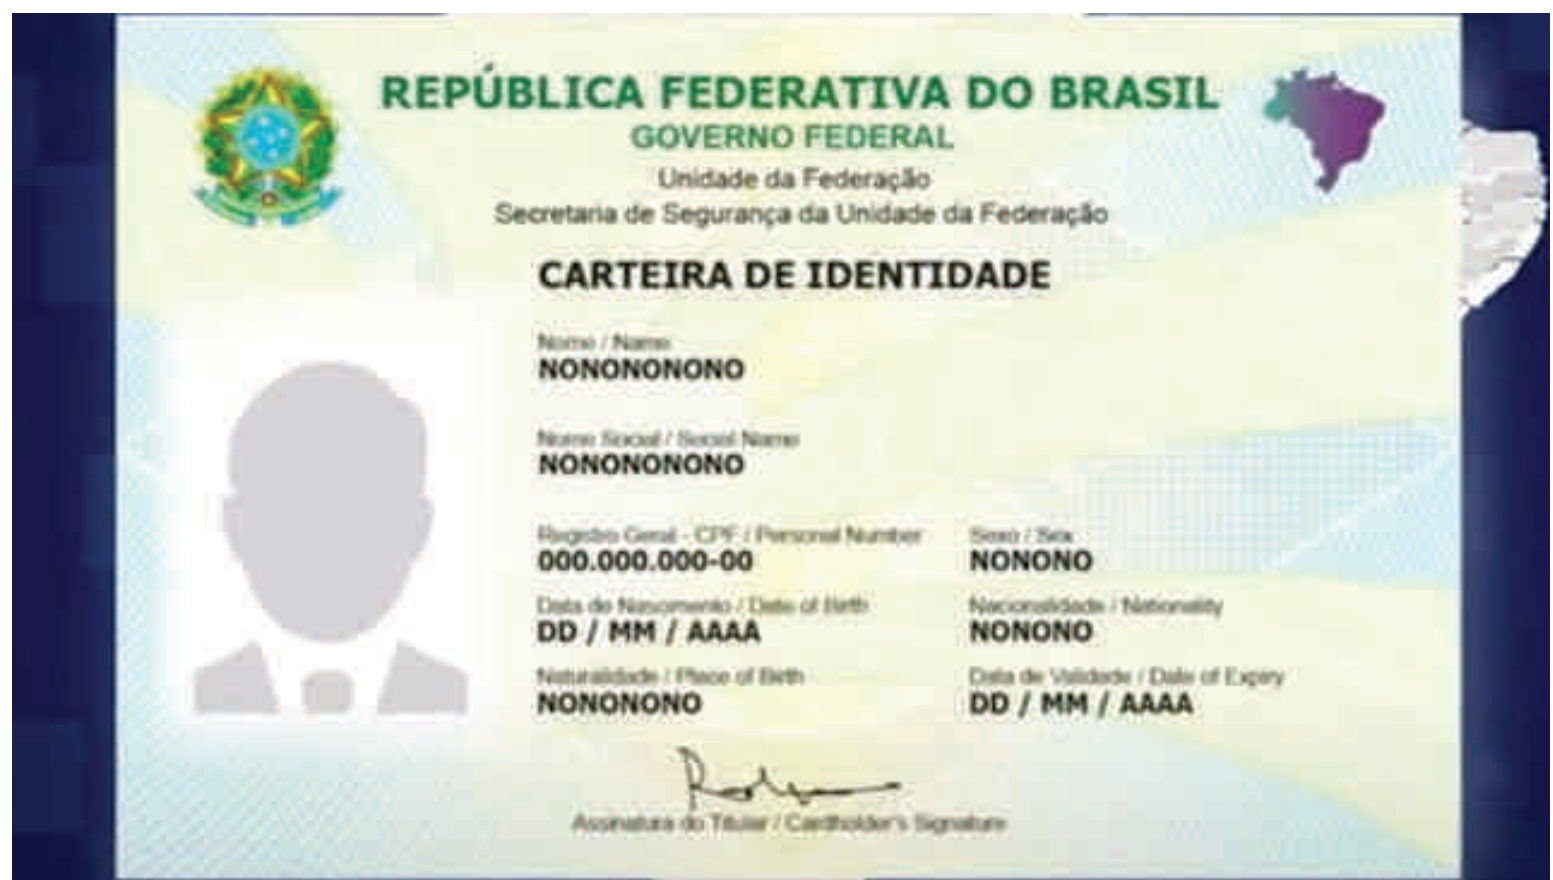 REPÚBLICA FEDERATIVA DO BRASIL
GOVERNO FEDERAL
Unidade da Federação
Secretaria de Segurança da Unidade da Federação
CARTEIRA DE IDENTIDADE
Nome / Name
NONONONONO
Nome Social / Social Name
NONONONONO
Registro Geral - CPF / Personal Number Sexo / Sex
000.000.000-00 NONONO
Data de Nascimento / Date of Birth Nacionalidade / Nationality
DD / MM / AAAA NONONO
Naturalidade / Place of Birth Data de Validade / Date of Expiry
NONONONO DD / MM / AAAA
Assinatura do Titular / Cardholder's Signature